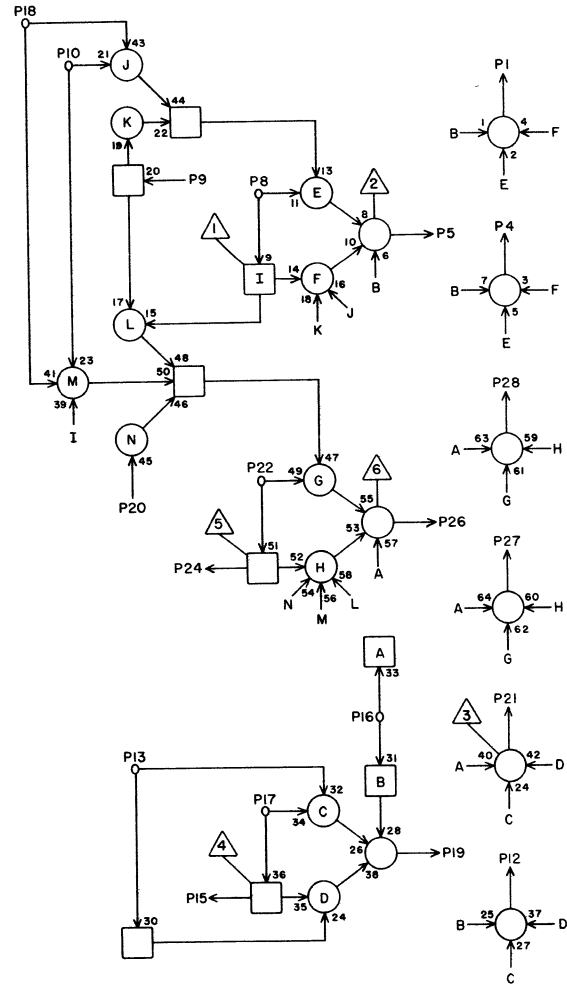 P18
43
P10
21
J
P1
44
K
22
1
4
B
F
19
2
20
P9
P8
13
2
E
11
E
1
8
P4
9
10
P5
I
14
F
6
7
3
16
B
B
F
18
5
17
15
J
L
K
E
48
23
41
50
P28
M
39
46
63
59
I
N
A
H
47
61
45
P22
6
49
G
G
P20
55
5
53
P26
51
P27
52
57
P24
H
64
60
58
A
A
H
N
54
56
L
62
M
G
A
33
P21
3
P16
40
42
P13
31
A
D
32
B
24
P17
C
34
C
28
4
26
P19
36
38
P12
P15
35
D
30
24
25
37
B
D
27
C